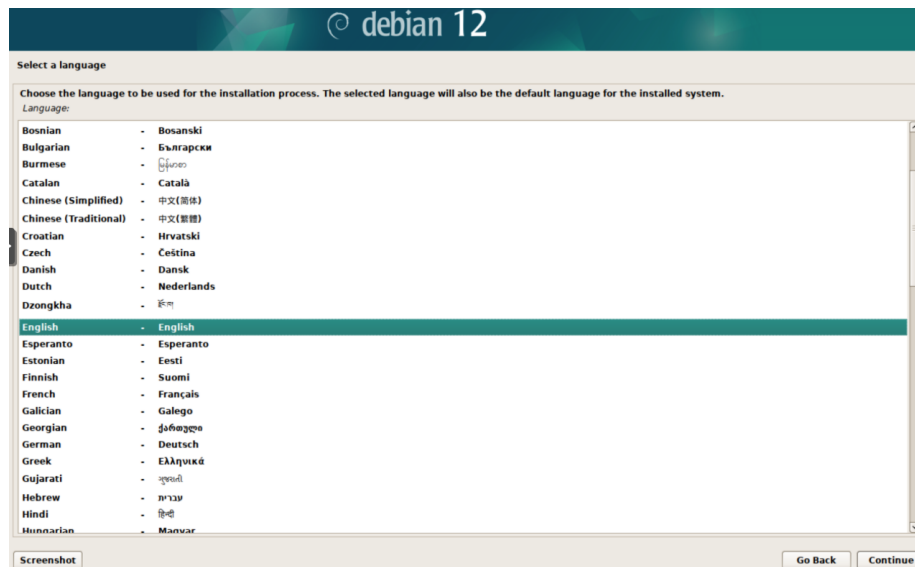 debian 12
Select a language
Choose the language to be used for the installation process. The selected language will also be the default language for the installed system.
Language:
Bosnian - Bosanski
Bulgarian - Български
Burmese - မြန်မာစာ
Catalan - Català
Chinese (Simplified) - 中文(简体)
Chinese (Traditional) - 中文(繁體)
Croatian - Hrvatski
Czech - Čeština
Danish - Dansk
Dutch - Nederlands
Dzongkha - རྫོང་ཁ།
English - English
Esperanto - Esperanto
Estonian - Eesti
Finnish - Suomi
French - Français
Galician - Galego
Georgian - ქართული
German - Deutsch
Greek - Ελληνικά
Gujarati - ગુજરાતી
Hebrew - עברית
Hindi - हिन्दी
Hungarian - Magyar
Screenshot Go Back Continue